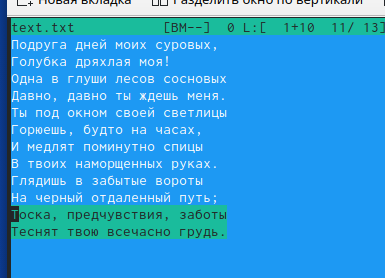 Новая вкладка Разделить окно по вертикали
text.txt [BM--] 0 L:[ 1+10 11/ 13]
Подруга дней моих суровых,
Голубка дряхлая моя!
Одна в глуши лесов сосновых
Давно, давно ты ждешь меня.
Ты под окном своей светлицы
Горюешь, будто на часах,
И медлят поминутно спицы
В твоих наморщенных руках.
Глядишь в забытые вороты
На черный отдаленный путь;
Тоска, предчувствия, заботы
Теснят твою всечасно грудь.